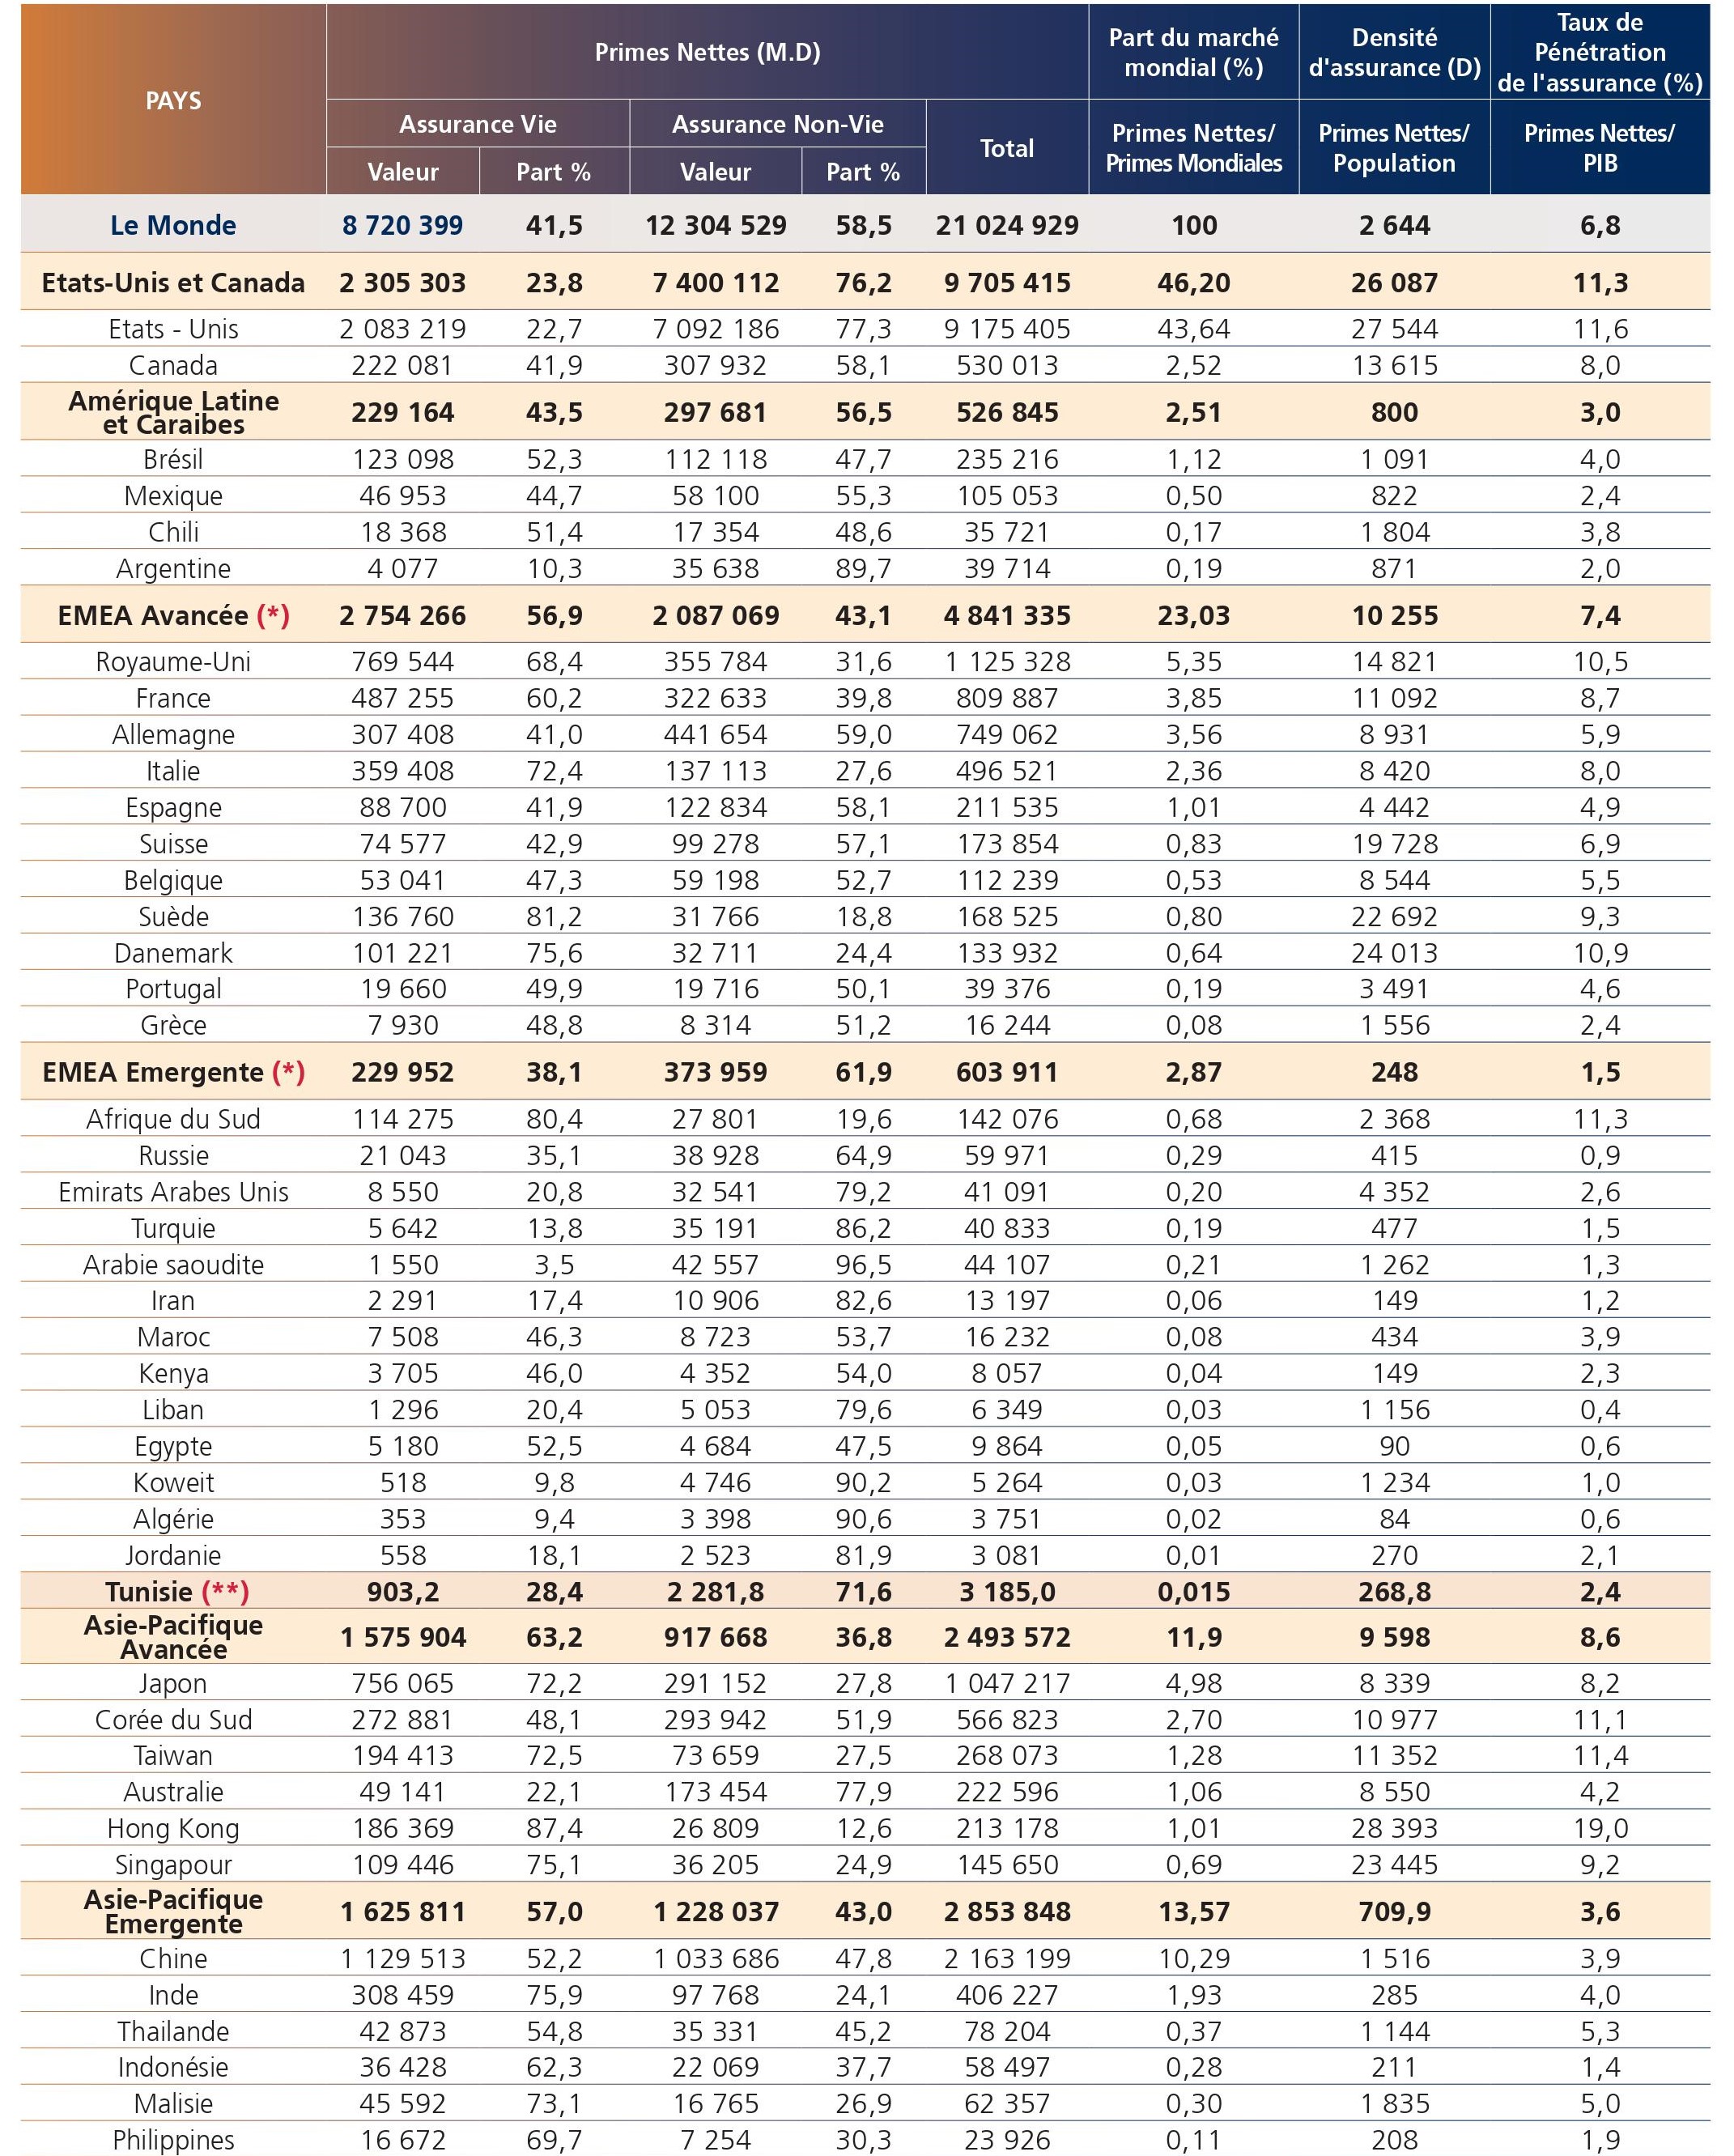 PAYS
Primes Nettes (M.D)
Part du marché mondial (%)
Densité d'assurance (D)
Taux de Pénétration de l'assurance (%)
Assurance Vie
Assurance Non-Vie
Total
Primes Nettes/ Primes Mondiales
Primes Nettes/ Population
Primes Nettes/ PIB
Valeur Part % Valeur Part %
Le Monde 8 720 399 41,5 12 304 529 58,5 21 024 929 100 2 644 6,8
Etats-Unis et Canada 2 305 303 23,8 7 400 112 76,2 9 705 415 46,20 26 087 11,3
Etats - Unis 2 083 219 22,7 7 092 186 77,3 9 175 405 43,64 27 544 11,6
Canada 222 081 41,9 307 932 58,1 530 013 2,52 13 615 8,0
Amérique Latine et Caraibes 229 164 43,5 297 681 56,5 526 845 2,51 800 3,0
Brésil 123 098 52,3 112 118 47,7 235 216 1,12 1 091 4,0
Mexique 46 953 44,7 58 100 55,3 105 053 0,50 822 2,4
Chili 18 368 51,4 17 354 48,6 35 721 0,17 1 804 3,8
Argentine 4 077 10,3 35 638 89,7 39 714 0,19 871 2,0
EMEA Avancée (*) 2 754 266 56,9 2 087 069 43,1 4 841 335 23,03 10 255 7,4
Royaume-Uni 769 544 68,4 355 784 31,6 1 125 328 5,35 14 821 10,5
France 487 255 60,2 322 633 39,8 809 887 3,85 11 092 8,7
Allemagne 307 408 41,0 441 654 59,0 749 062 3,56 8 931 5,9
Italie 359 408 72,4 137 113 27,6 496 521 2,36 8 420 8,0
Espagne 88 700 41,9 122 834 58,1 211 535 1,01 4 442 4,9
Suisse 74 577 42,9 99 278 57,1 173 854 0,83 19 728 6,9
Belgique 53 041 47,3 59 198 52,7 112 239 0,53 8 544 5,5
Suède 136 760 81,2 31 766 18,8 168 525 0,80 22 692 9,3
Danemark 101 221 75,6 32 711 24,4 133 932 0,64 24 013 10,9
Portugal 19 660 49,9 19 716 50,1 39 376 0,19 3 491 4,6
Grèce 7 930 48,8 8 314 51,2 16 244 0,08 1 556 2,4
EMEA Emergente (*) 229 952 38,1 373 959 61,9 603 911 2,87 248 1,5
Afrique du Sud 114 275 80,4 27 801 19,6 142 076 0,68 2 368 11,3
Russie 21 043 35,1 38 928 64,9 59 971 0,29 415 0,9
Emirats Arabes Unis 8 550 20,8 32 541 79,2 41 091 0,20 4 352 2,6
Turquie 5 642 13,8 35 191 86,2 40 833 0,19 477 1,5
Arabie saoudite 1 550 3,5 42 557 96,5 44 107 0,21 1 262 1,3
Iran 2 291 17,4 10 906 82,6 13 197 0,06 149 1,2
Maroc 7 508 46,3 8 723 53,7 16 232 0,08 434 3,9
Kenya 3 705 46,0 4 352 54,0 8 057 0,04 149 2,3
Liban 1 296 20,4 5 053 79,6 6 349 0,03 1 156 0,4
Egypte 5 180 52,5 4 684 47,5 9 864 0,05 90 0,6
Koweit 518 9,8 4 746 90,2 5 264 0,03 1 234 1,0
Algérie 353 9,4 3 398 90,6 3 751 0,02 84 0,6
Jordanie 558 18,1 2 523 81,9 3 081 0,01 270 2,1
Tunisie (**) 903,2 28,4 2 281,8 71,6 3 185,0 0,015 268,8 2,4
Asie-Pacifique Avancée 1 575 904 63,2 917 668 36,8 2 493 572 11,9 9 598 8,6
Japon 756 065 72,2 291 152 27,8 1 047 217 4,98 8 339 8,2
Corée du Sud 272 881 48,1 293 942 51,9 566 823 2,70 10 977 11,1
Taiwan 194 413 72,5 73 659 27,5 268 073 1,28 11 352 11,4
Australie 49 141 22,1 173 454 77,9 222 596 1,06 8 550 4,2
Hong Kong 186 369 87,4 26 809 12,6 213 178 1,01 28 393 19,0
Singapour 109 446 75,1 36 205 24,9 145 650 0,69 23 445 9,2
Asie-Pacifique Emergente 1 625 811 57,0 1 228 037 43,0 2 853 848 13,57 709,9 3,6
Chine 1 129 513 52,2 1 033 686 47,8 2 163 199 10,29 1 516 3,9
Inde 308 459 75,9 97 768 24,1 406 227 1,93 285 4,0
Thailande 42 873 54,8 35 331 45,2 78 204 0,37 1 144 5,3
Indonésie 36 428 62,3 22 069 37,7 58 497 0,28 211 1,4
Malisie 45 592 73,1 16 765 26,9 62 357 0,30 1 835 5,0
Philippines 16 672 69,7 7 254 30,3 23 926 0,11 208 1,9